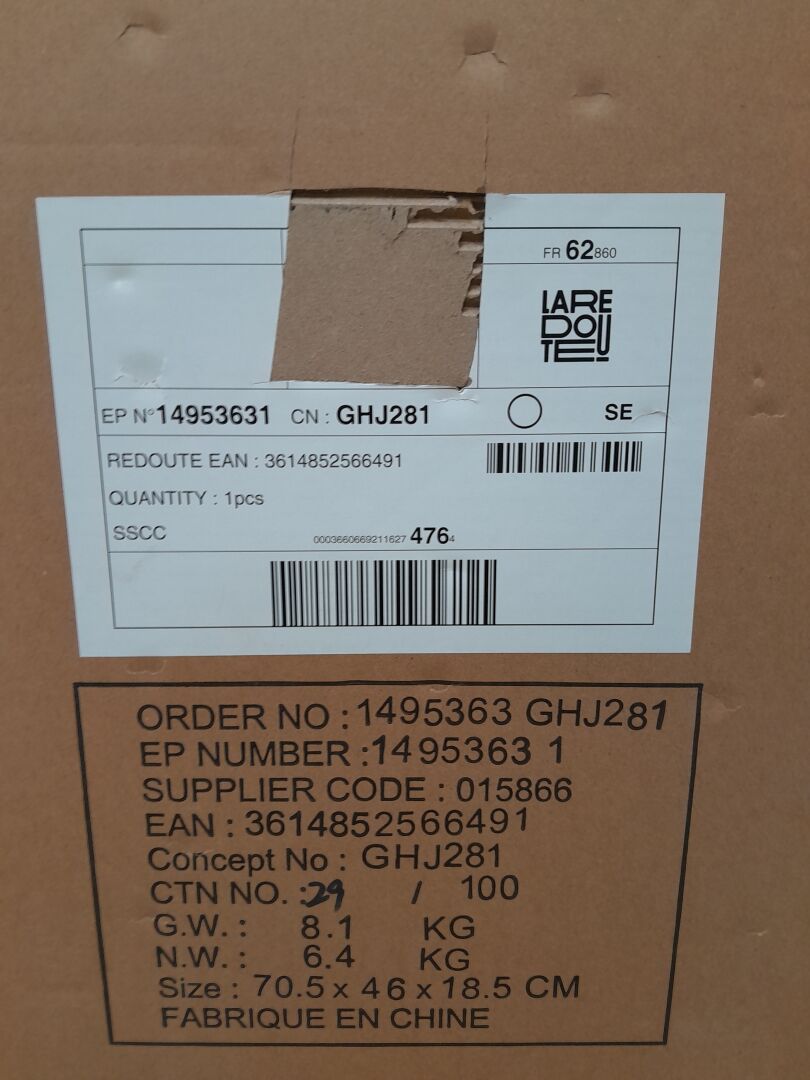 FR 62860
LARE
DOU
TE
EP N°14953631 CN : GHJ281 SE
REDOUTE EAN : 3614852566491
QUANTITY : 1pcs
SSCC 0003660669211627 4764
ORDER NO : 1495363 GHJ281
EP NUMBER :1495363 1
SUPPLIER CODE : 015866
EAN : 3614852566491
Concept No : GHJ281
CTN NO. :29 / 100
G.W. : 8.1 KG
N.W. : 6.4 KG
Size : 70.5 x 46 x 18.5 CM
FABRIQUE EN CHINE